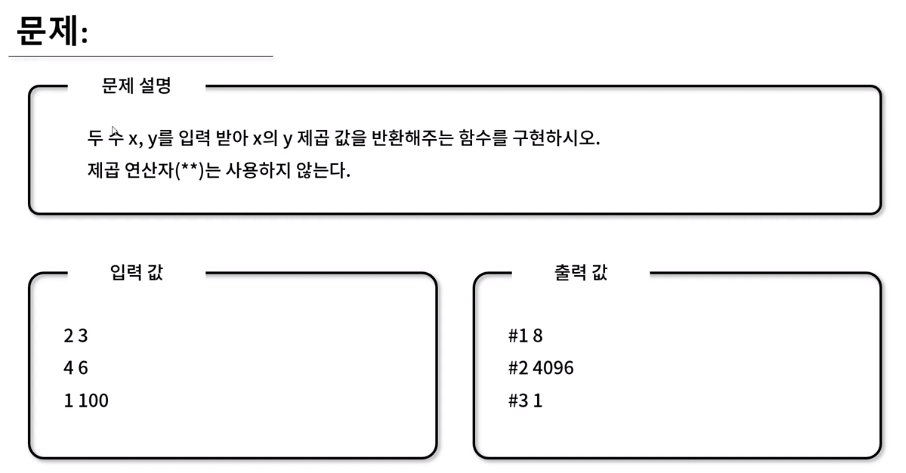 문제:
문제 설명
두 수 x, y를 입력 받아 x의 y 제곱 값을 반환해주는 함수를 구현하시오.
제곱 연산자(**)는 사용하지 않는다.
입력 값
2 3
4 6
1 100
출력 값
#1 8
#2 4096
#3 1